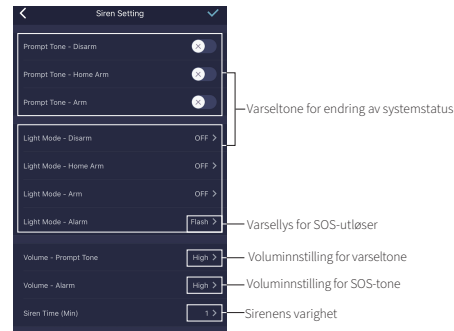 Siren Setting
Prompt Tone - Disarm
Prompt Tone - Home Arm
Prompt Tone - Arm
Varseltone for endring av systemstatus
Light Mode - Disarm OFF
Light Mode - Home Arm OFF
Light Mode - Arm OFF
Light Mode - Alarm Flash
Varsellys for SOS-utløser
Volume - Prompt Tone High
Voluminnstilling for varseltone
Volume - Alarm High
Voluminnstilling for SOS-tone
Siren Time (Min) 1
Sirenens varighet